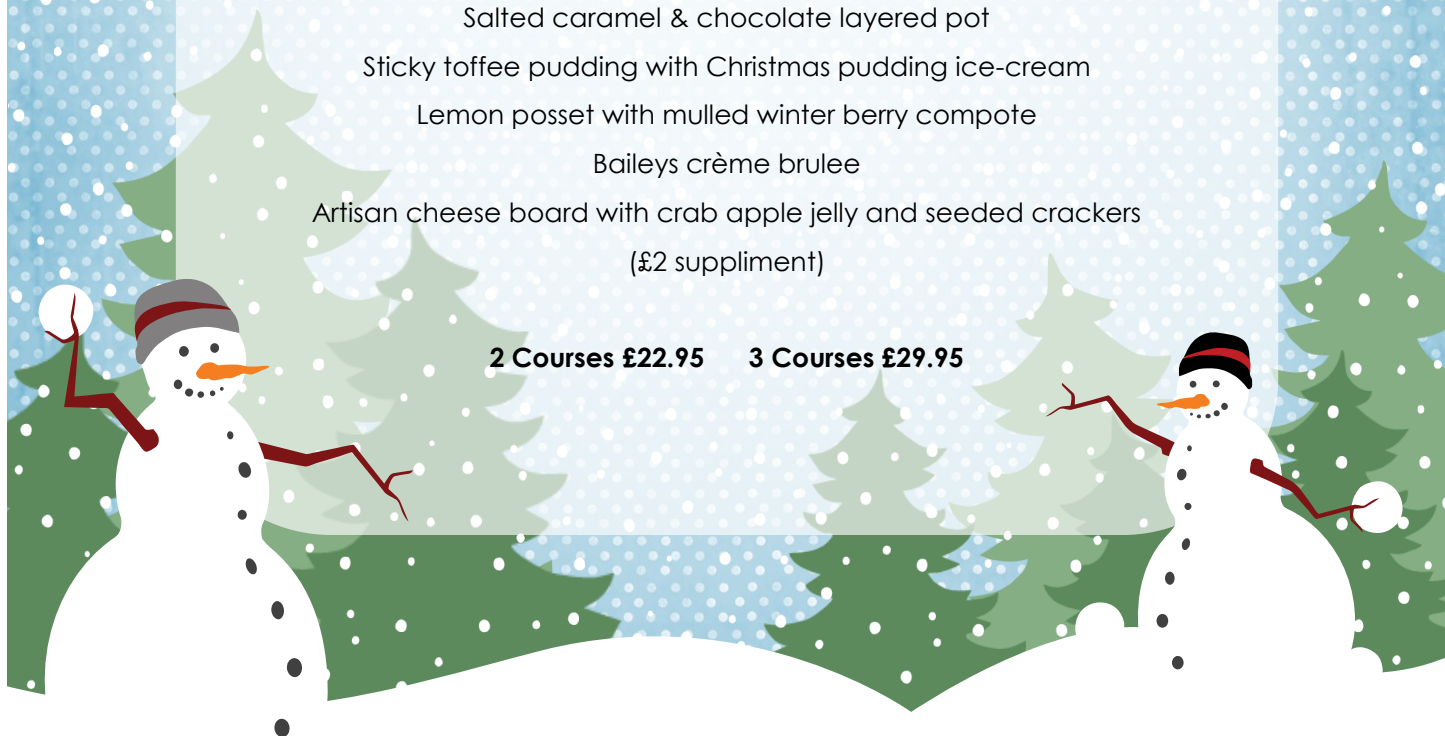 Salted caramel & chocolate layered pot
Sticky toffee pudding with Christmas pudding ice-cream
Lemon posset with mulled winter berry compote
Baileys crème brulee
Artisan cheese board with crab apple jelly and seeded crackers
(£2 suppliment)
2 Courses £22.95 3 Courses £29.95